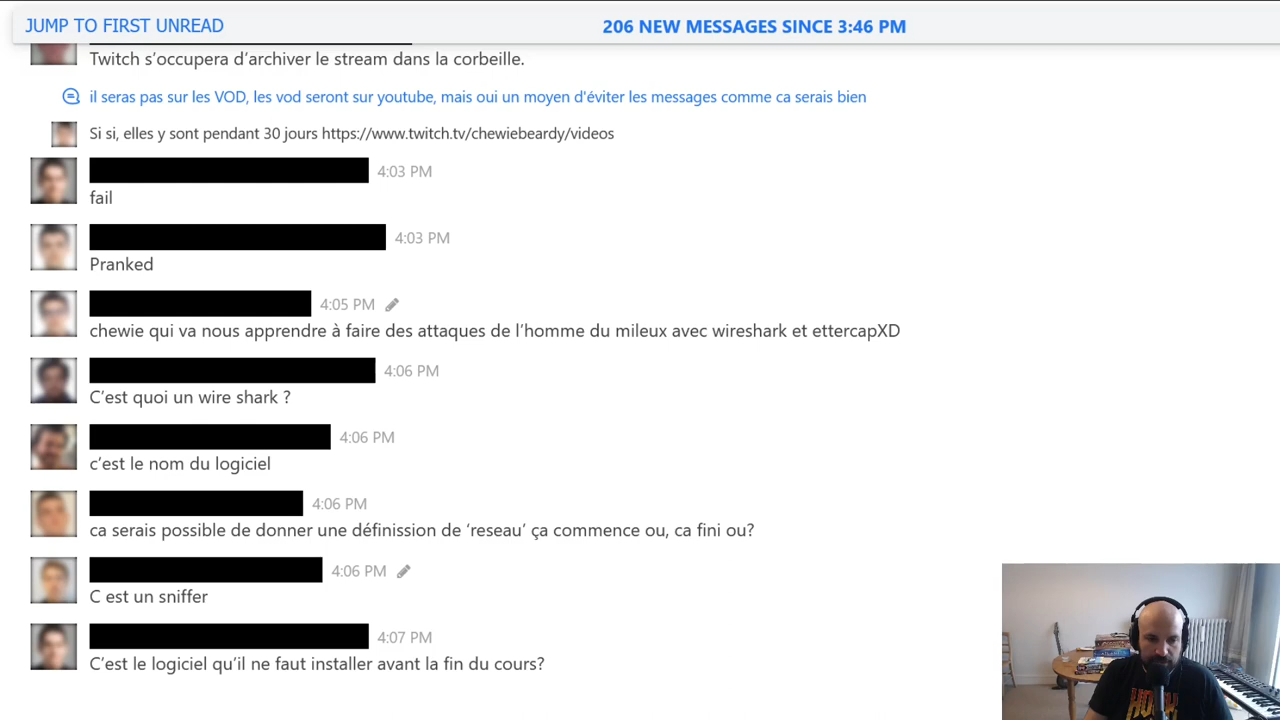 JUMP TO FIRST UNREAD
206 NEW MESSAGES SINCE 3:46 PM
Twitch s’occupera d’archiver le stream dans la corbeille.
il seras pas sur les VOD, les vod seront sur youtube, mais oui un moyen d'éviter les messages comme ca serais bien
Si si, elles y sont pendant 30 jours https://www.twitch.tv/chewiebeardy/videos
4:03 PM
fail
4:03 PM
Pranked
4:05 PM
chewie qui va nous apprendre à faire des attaques de l’homme du mileux avec wireshark et ettercapXD
4:06 PM
C’est quoi un wire shark ?
4:06 PM
c’est le nom du logiciel
4:06 PM
ca serais possible de donner une définission de ‘reseau’ ça commence ou, ca fini ou?
4:06 PM
C est un sniffer
4:07 PM
C’est le logiciel qu’il ne faut installer avant la fin du cours?